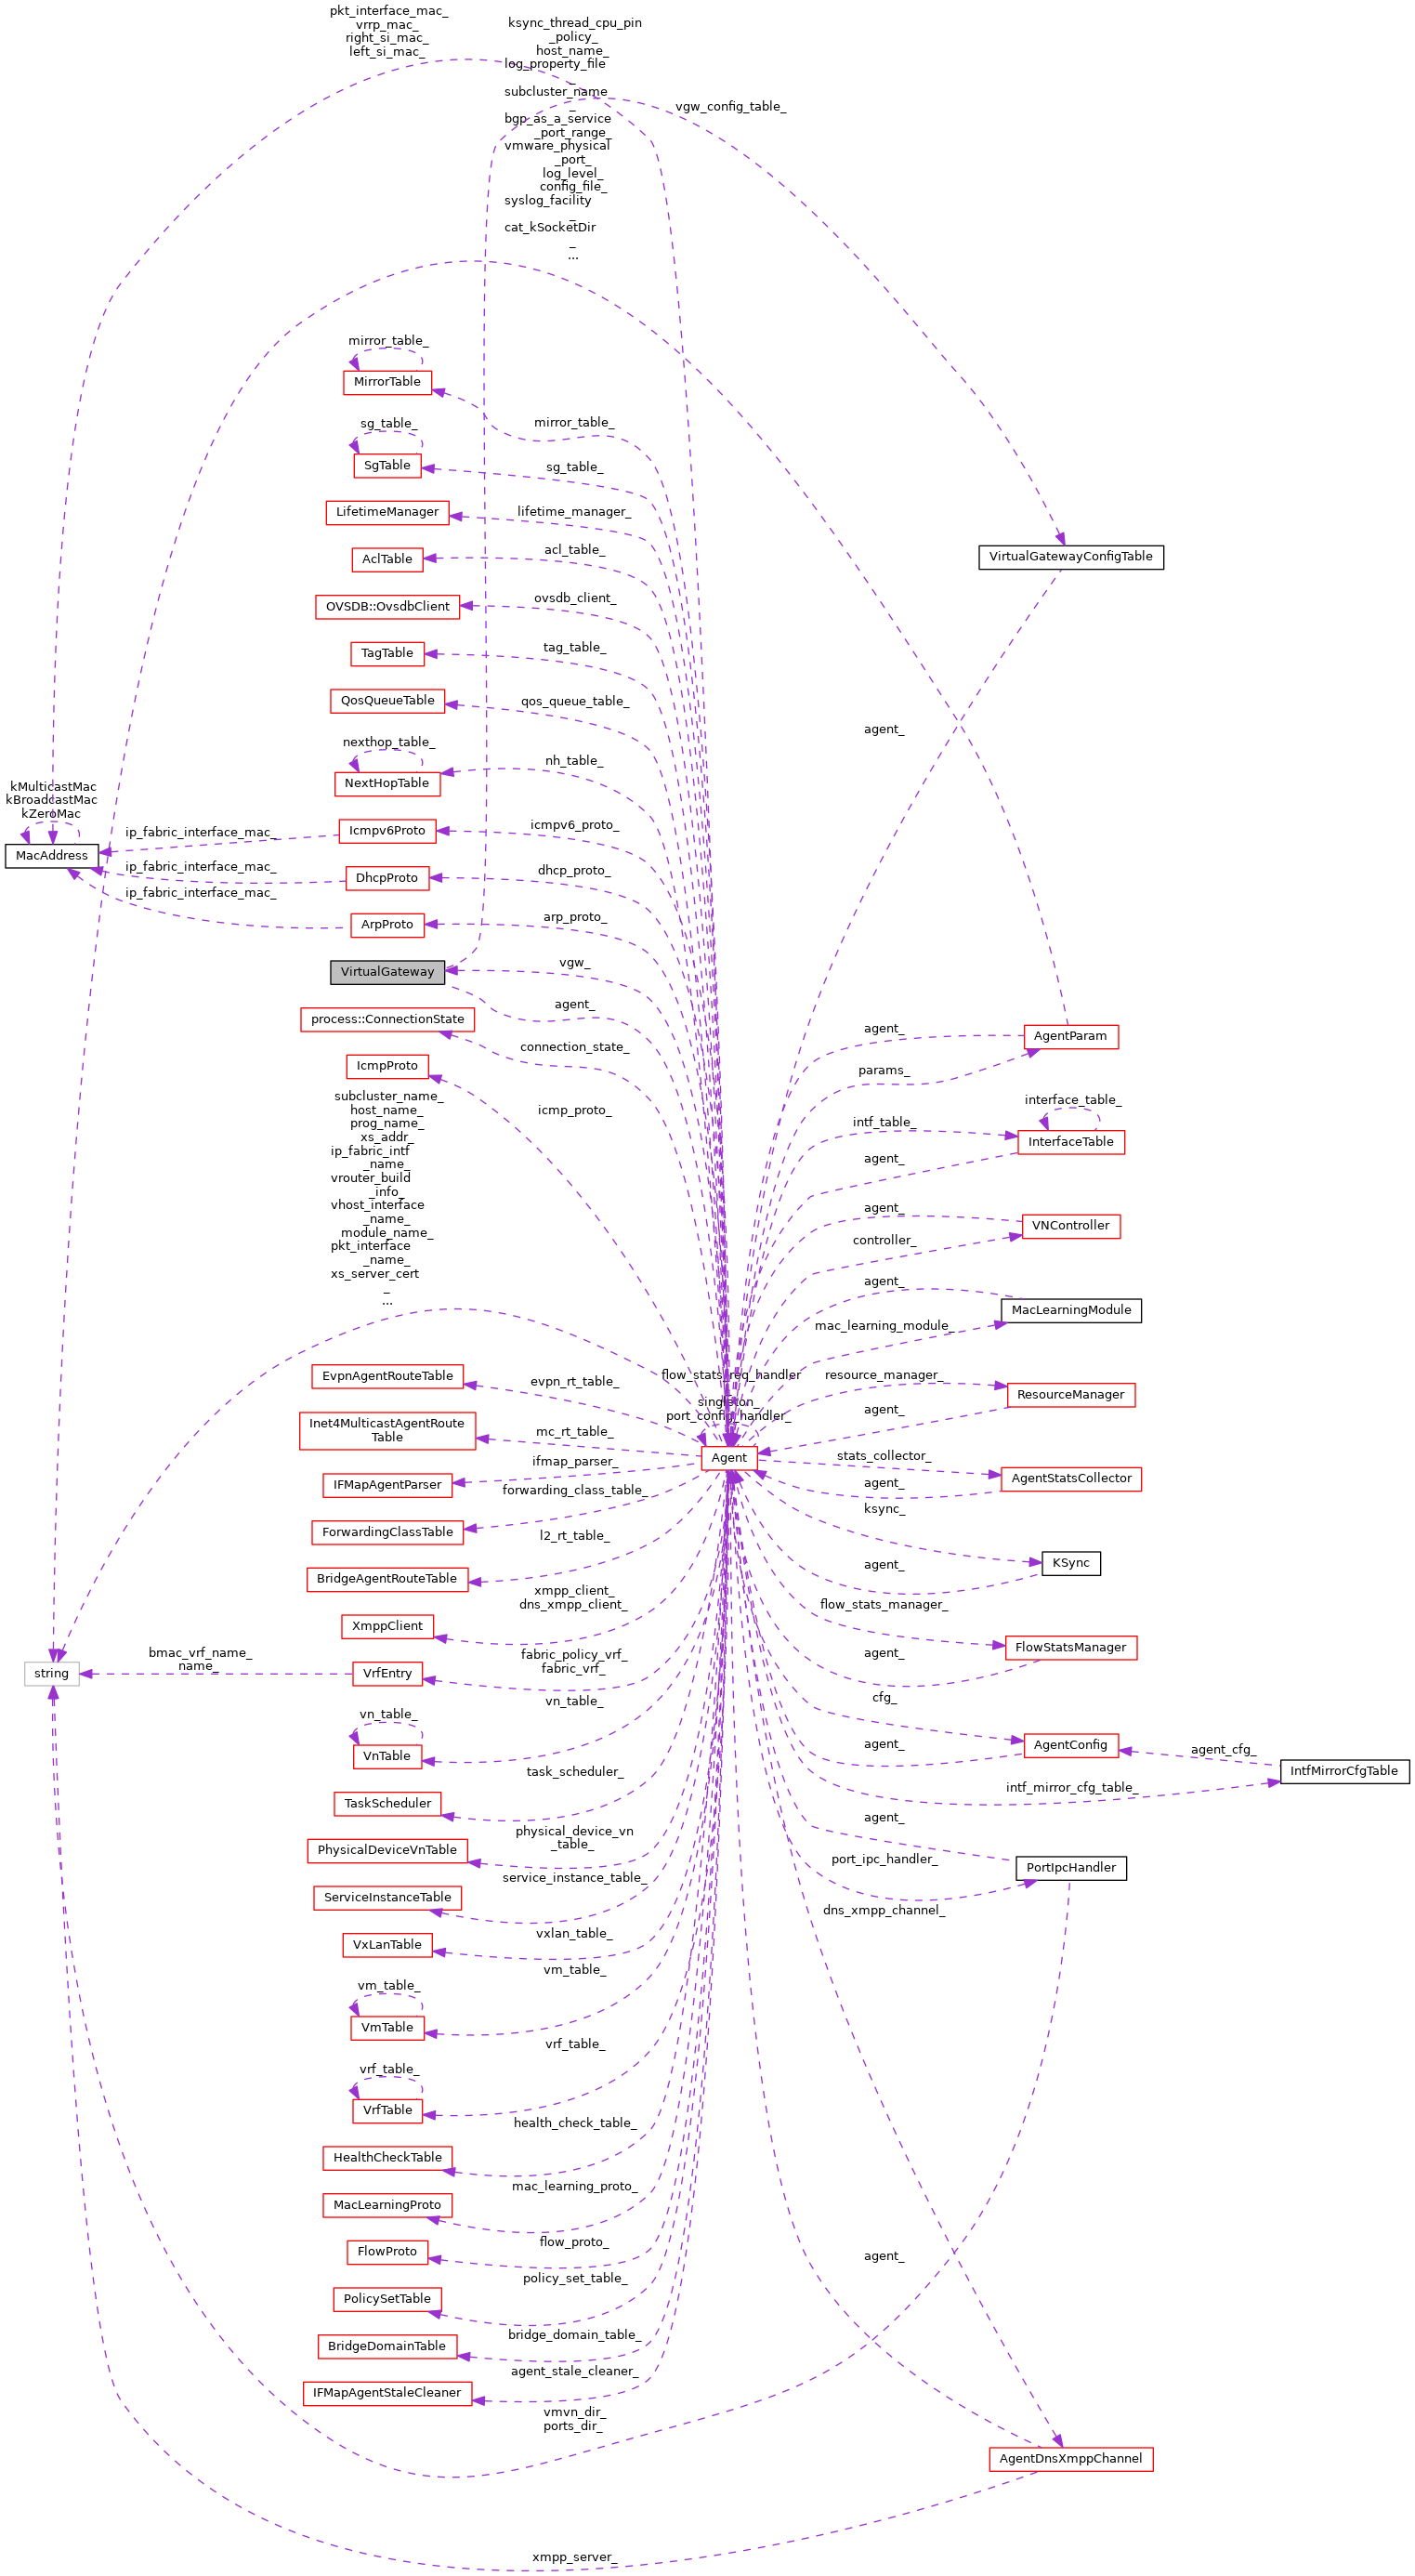 pkt_interface_mac_
vrrp_mac_
right_si_mac_
left_si_mac_
ksync_thread_cpu_pin
_policy_
host_name_
log_property_file
_
subcluster_name
_
bgp_as_a_service
_port_range_
vmware_physical
_port_
log_level_
config_file_
syslog_facility
_
cat_kSocketDir
_
...
vgw_config_table_
mirror_table_
MirrorTable
mirror_table_
sg_table_
SgTable
sg_table_
LifetimeManager
lifetime_manager_
AclTable
acl_table_
VirtualGatewayConfigTable
OVSDB::OvsdbClient
ovsdb_client_
TagTable
tag_table_
QosQueueTable
qos_queue_table_
agent_
nexthop_table_
NextHopTable
nh_table_
kMulticastMac
kBroadcastMac
kZeroMac
MacAddress
ip_fabric_interface_mac_
Icmpv6Proto
icmpv6_proto_
ip_fabric_interface_mac_
DhcpProto
dhcp_proto_
ip_fabric_interface_mac_
ArpProto
arp_proto_
VirtualGateway
vgw_
agent_
process::ConnectionState
connection_state_
IcmpProto
icmp_proto_
agent_
AgentParam
params_
interface_table_
InterfaceTable
intf_table_
agent_
subcluster_name_
host_name_
prog_name_
xs_addr_
ip_fabric_intf
_name_
vrouter_build
_info_
vhost_interface
_name_
module_name_
pkt_interface
_name_
xs_server_cert
_
...
agent_
VNController
controller_
agent_
MacLearningModule
mac_learning_module_
EvpnAgentRouteTable
evpn_rt_table_
flow_stats_req_handler
_
singleton_
port_config_handler_
Agent
resource_manager_
ResourceManager
agent_
Inet4MulticastAgentRoute
Table
mc_rt_table_
stats_collector_
AgentStatsCollector
agent_
IFMapAgentParser
ifmap_parser_
ksync_
ForwardingClassTable
forwarding_class_table_
KSync
agent_
BridgeAgentRouteTable
l2_rt_table_
XmppClient
xmpp_client_
dns_xmpp_client_
flow_stats_manager_
FlowStatsManager
agent_
string
bmac_vrf_name_
name_
VrfEntry
fabric_policy_vrf_
fabric_vrf_
vn_table_
VnTable
vn_table_
cfg_
AgentConfig
agent_
agent_cfg_
IntfMirrorCfgTable
intf_mirror_cfg_table_
TaskScheduler
task_scheduler_
agent_
PhysicalDeviceVnTable
physical_device_vn
_table_
PortIpcHandler
port_ipc_handler_
ServiceInstanceTable
service_instance_table_
dns_xmpp_channel_
VxLanTable
vxlan_table_
vm_table_
VmTable
vm_table_
vrf_table_
VrfTable
vrf_table_
HealthCheckTable
health_check_table_
MacLearningProto
mac_learning_proto_
FlowProto
flow_proto_
agent_
PolicySetTable
policy_set_table_
BridgeDomainTable
bridge_domain_table_
IFMapAgentStaleCleaner
agent_stale_cleaner_
vmvn_dir_
ports_dir_
AgentDnsXmppChannel
xmpp_server_